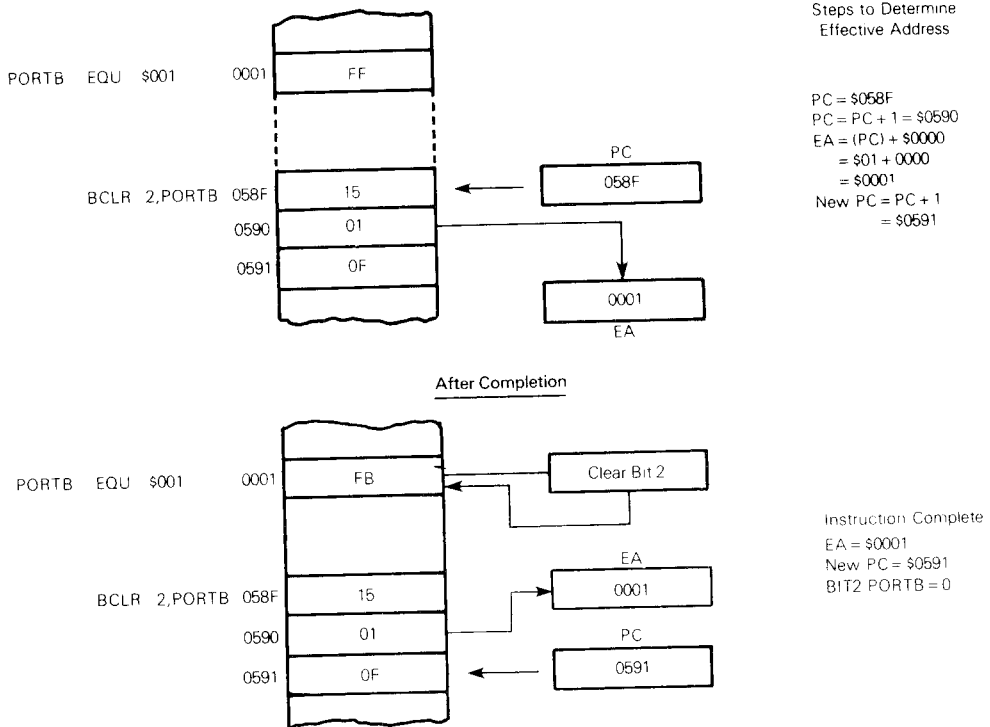 Steps to Determine
Effective Address
PORTB EQU $001 0001 FF
PC = $058F
PC = PC + 1 = $0590
EA = (PC) + $0000
= $01 + 0000
= $0001
New PC = PC + 1
= $0591
PC
BCLR 2,PORTB 058F 15 058F
0590 01
0591 0F
0001
EA
After Completion
PORTB EQU $001 0001 FB Clear Bit 2
Instruction Complete
EA = $0001
New PC = $0591
BIT2 PORTB = 0
EA
BCLR 2,PORTB 058F 15 0001
0590 01
PC
0591 0F 0591